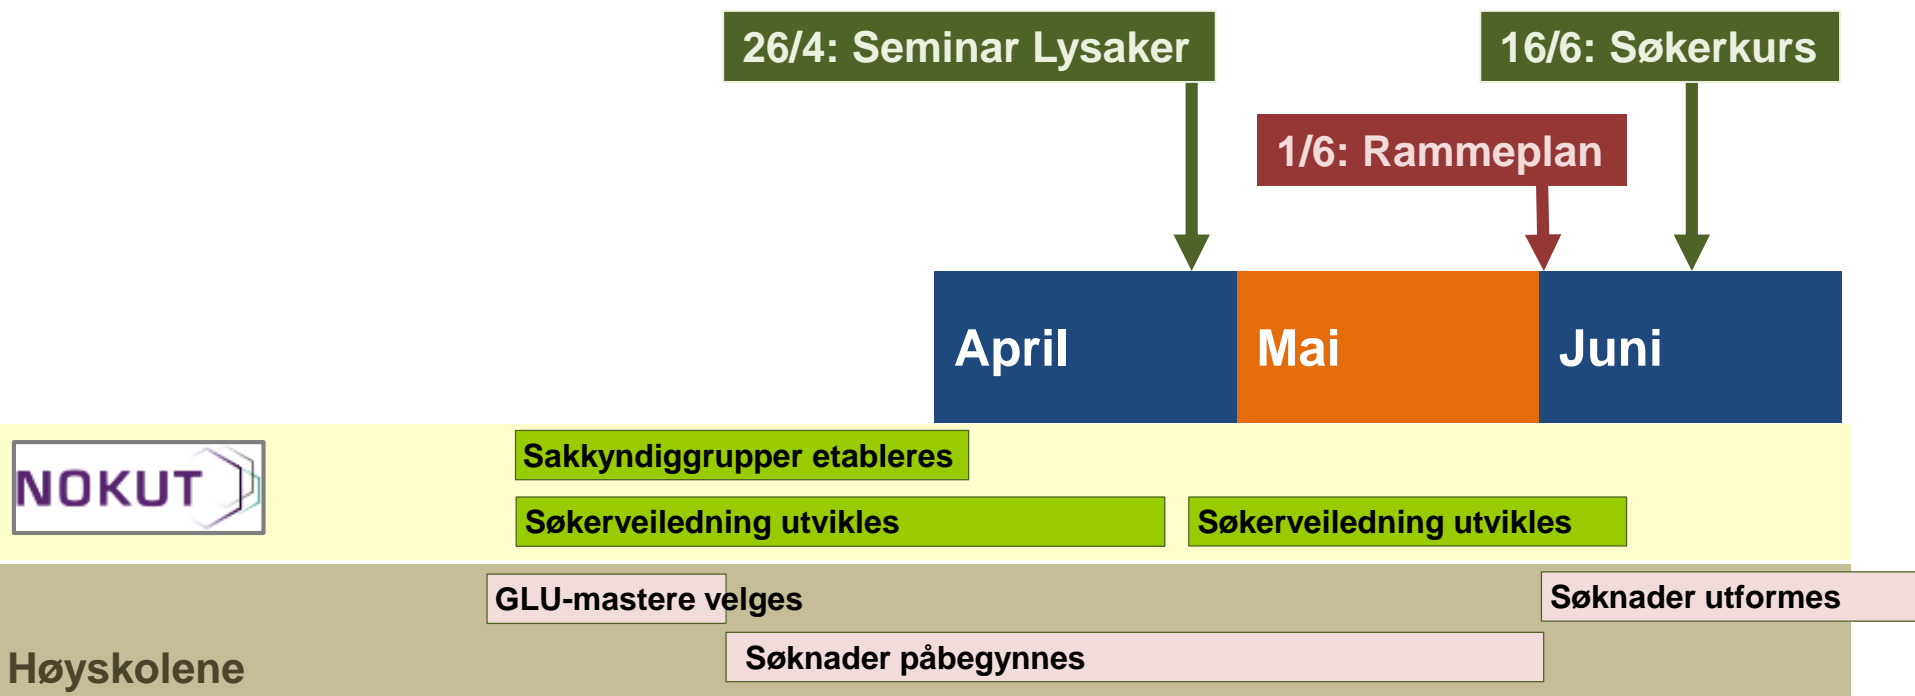 26/4: Seminar Lysaker
16/6: Søkerkurs
1/6: Rammeplan
April
Mai
Juni
NOKUT
Sakkyndiggrupper etableres
Søkerveiledning utvikles
Søkerveiledning utvikles
GLU-mastere velges
Søknader utformes
Søknader påbegynnes
Høyskolene